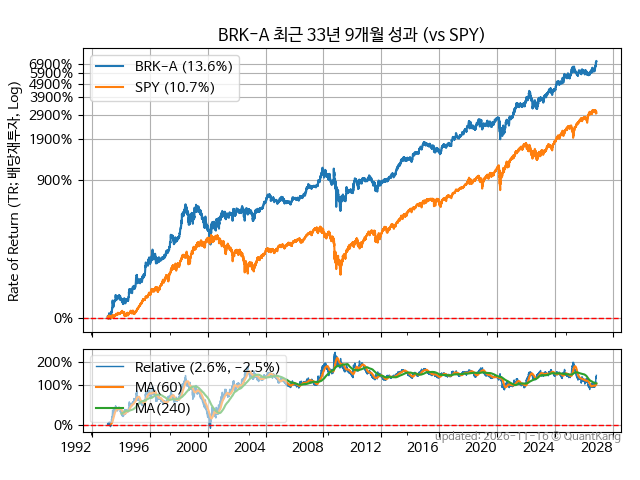 BRK-A 최근 33년 9개월 성과 (vs SPY)
Rate of Return (TR; 배당재투자, Log)
6900%
5900%
4900%
3900%
2900%
1900%
900%
0%
BRK-A (13.6%)
SPY (10.7%)
200%
100%
0%
Relative (2.6%, -2.5%)
MA(60)
MA(240)
1992 1994 1996 2000 2004 2008 2012 2016 2020 2024 2028
Updated: 2026-11-16 © QuantKang